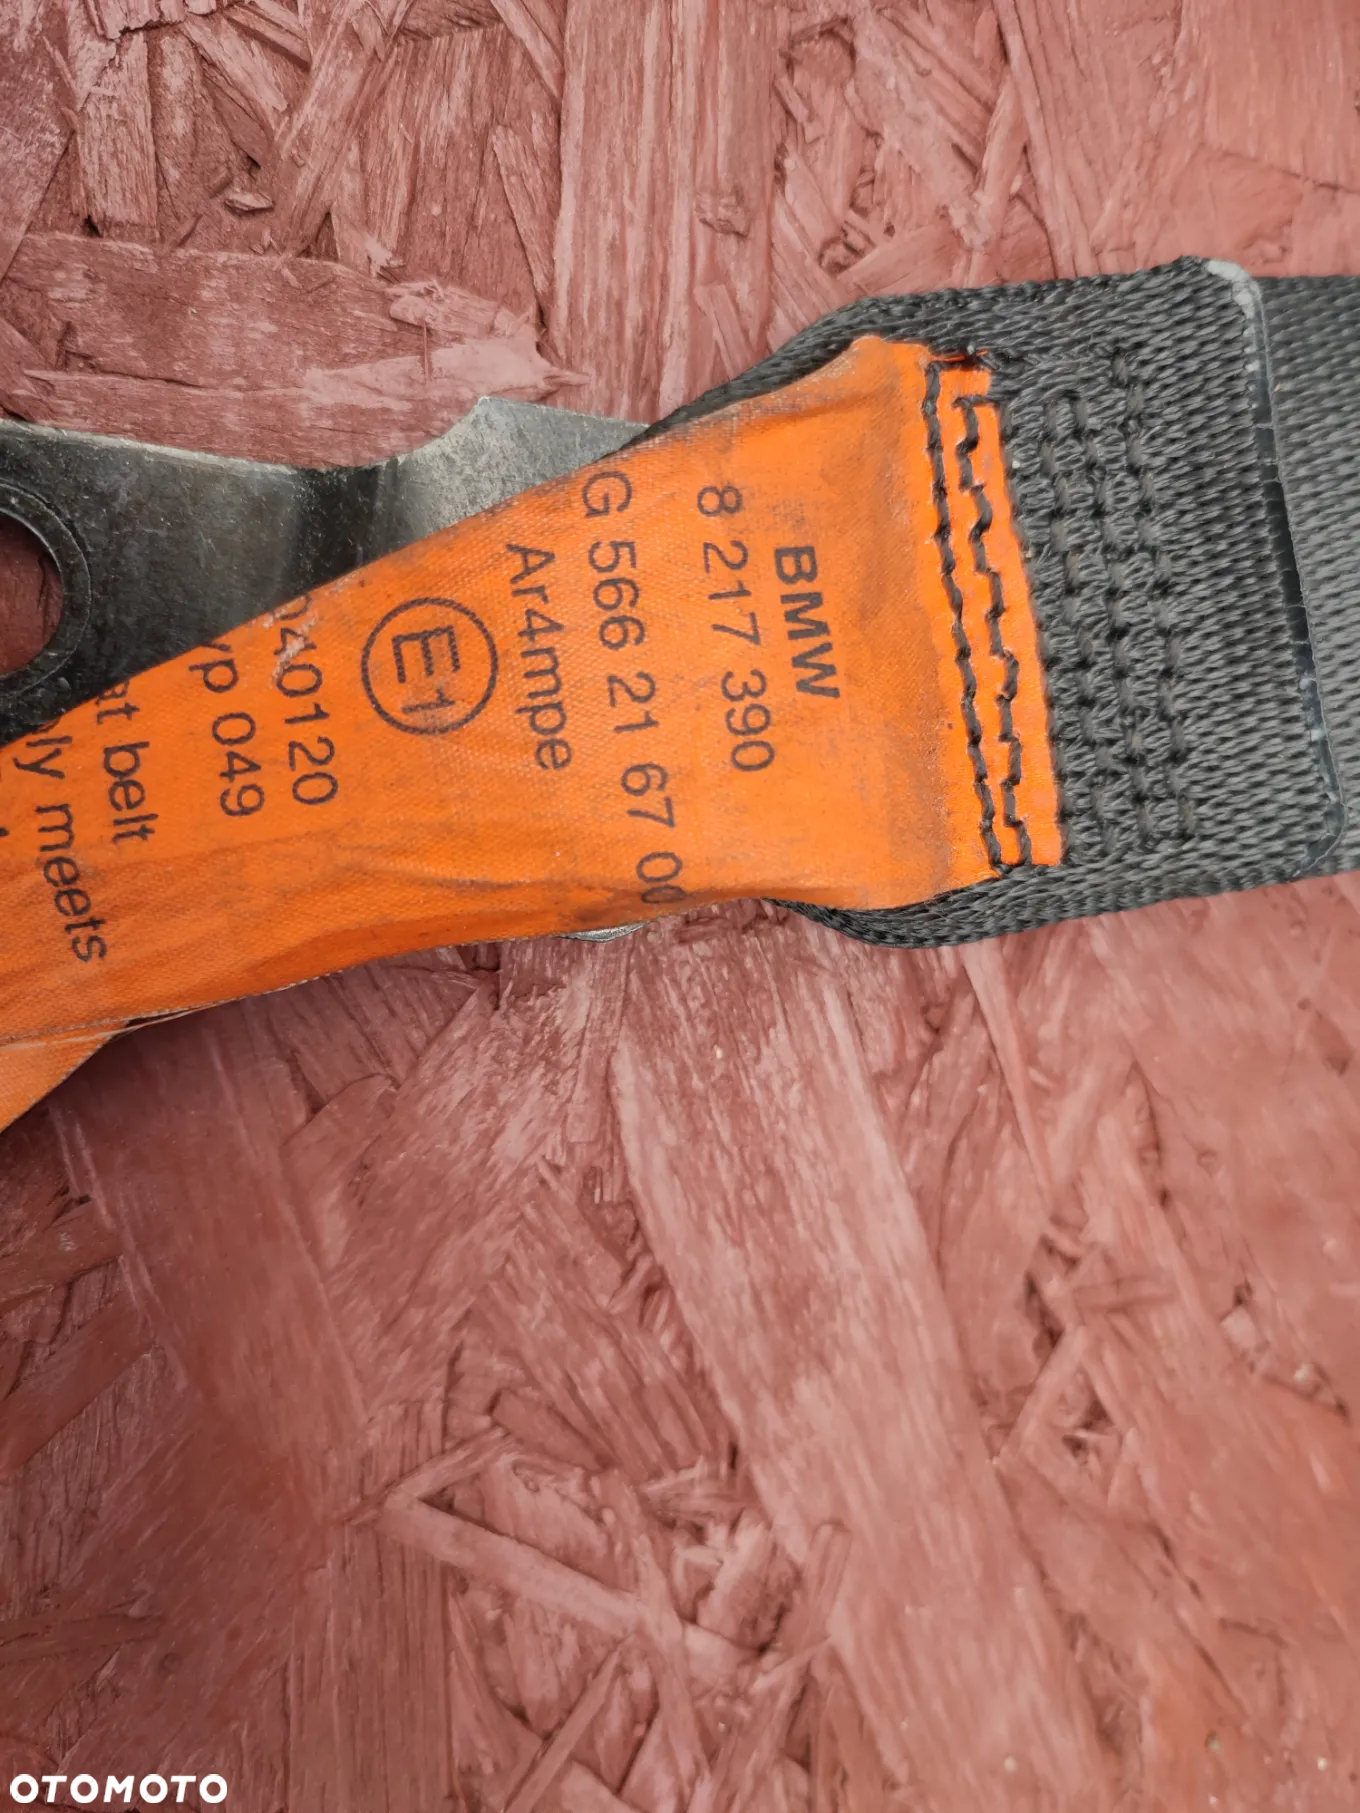 BMW
8 217 390
G 566 21 67 00
Ar4mpe
E1
040120
yp 049
at belt
ly meets
OTOMOTO